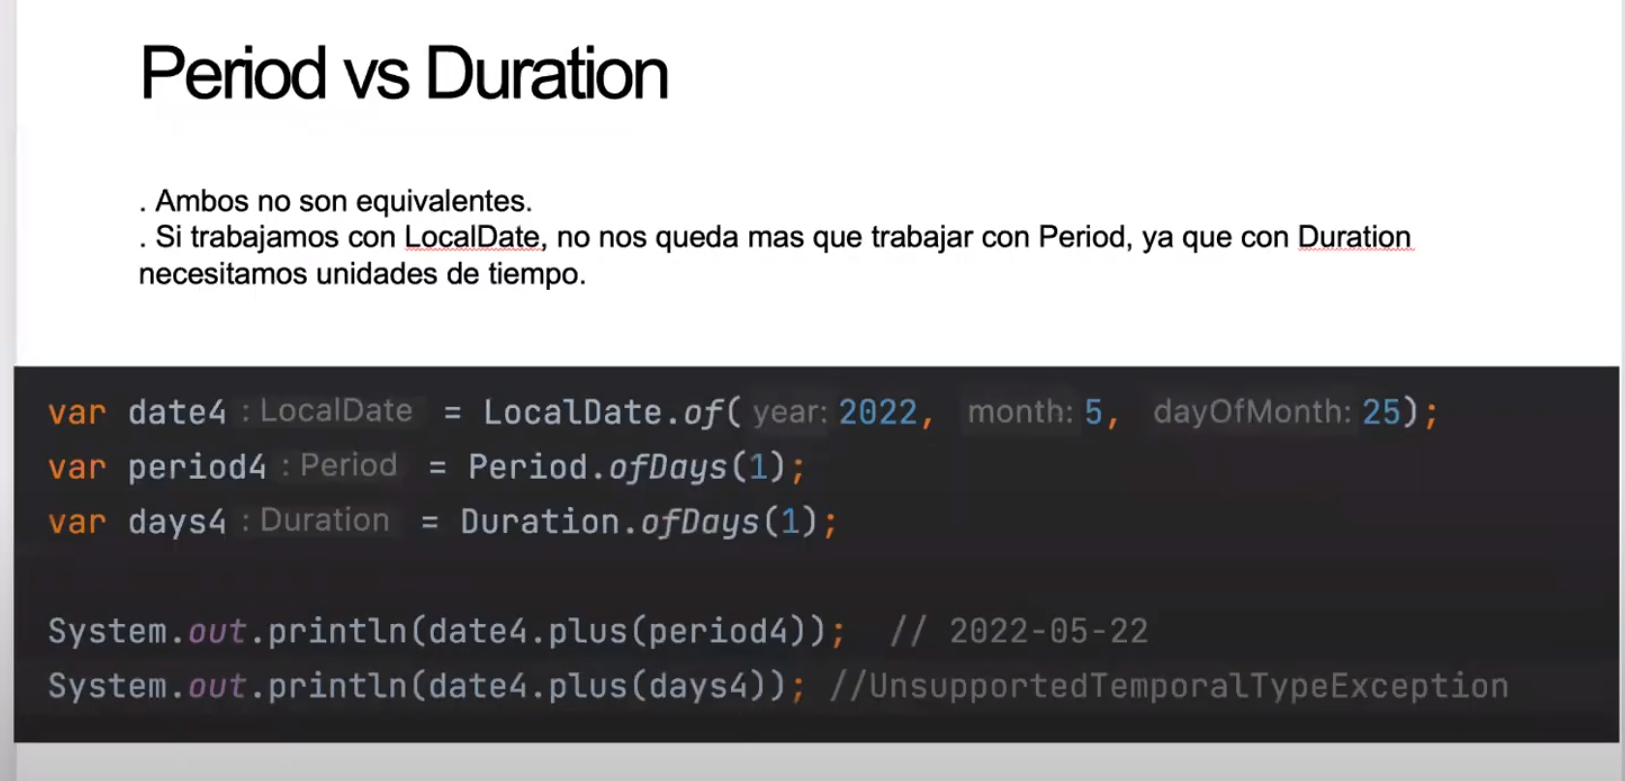 Period vs Duration
. Ambos no son equivalentes.
. Si trabajamos con LocalDate, no nos queda mas que trabajar con Period, ya que con Duration
necesitamos unidades de tiempo.
var date4 : LocalDate = LocalDate.of( year: 2022, month: 5, dayOfMonth: 25);
var period4 : Period = Period.ofDays(1);
var days4 : Duration = Duration.ofDays(1);
System.out.println(date4.plus(period4)); // 2022-05-22
System.out.println(date4.plus(days4)); //UnsupportedTemporalTypeException